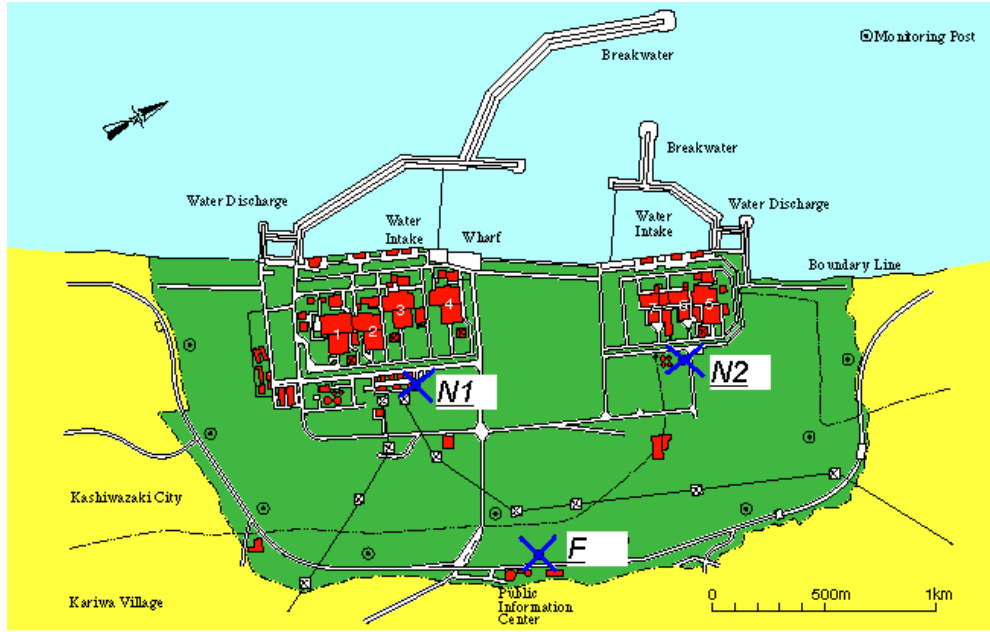 Monitoring Post
Breakwater
Breakwater
Water Discharge
Water
Intake
Wharf
Water
Intake
Water Discharge
Boundary Line
1
2
3
4
7
6
5
N1
N2
Kashiwazaki City
F
Kariwa Village
Public
Information
Center
0
500m
1km